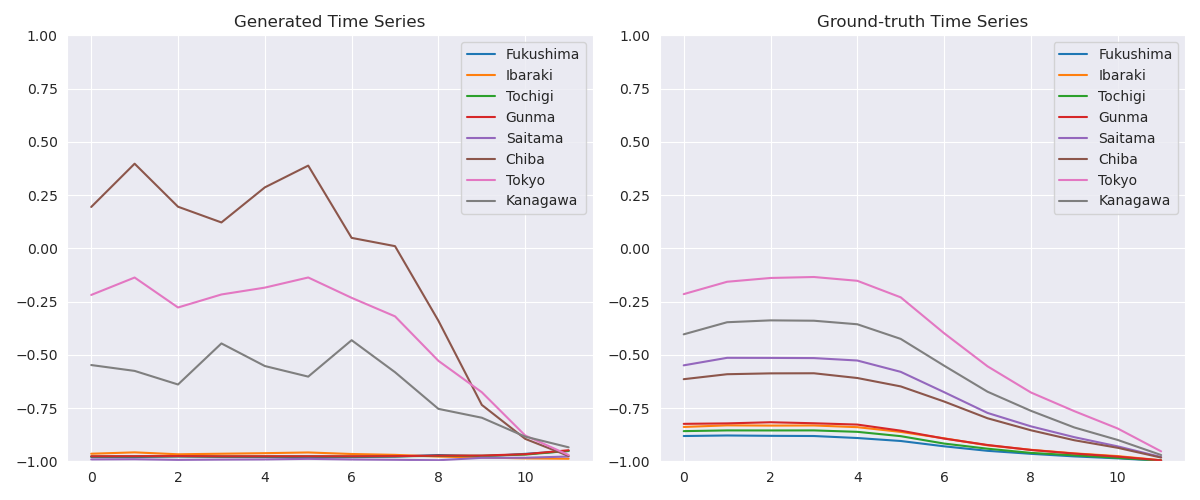 Generated Time Series
1.00
0.75
0.50
0.25
0.00
−0.25
−0.50
−0.75
−1.00
0 2 4 6 8 10
Fukushima
Ibaraki
Tochigi
Gunma
Saitama
Chiba
Tokyo
Kanagawa
Ground-truth Time Series
1.00
0.75
0.50
0.25
0.00
−0.25
−0.50
−0.75
−1.00
0 2 4 6 8 10
Fukushima
Ibaraki
Tochigi
Gunma
Saitama
Chiba
Tokyo
Kanagawa